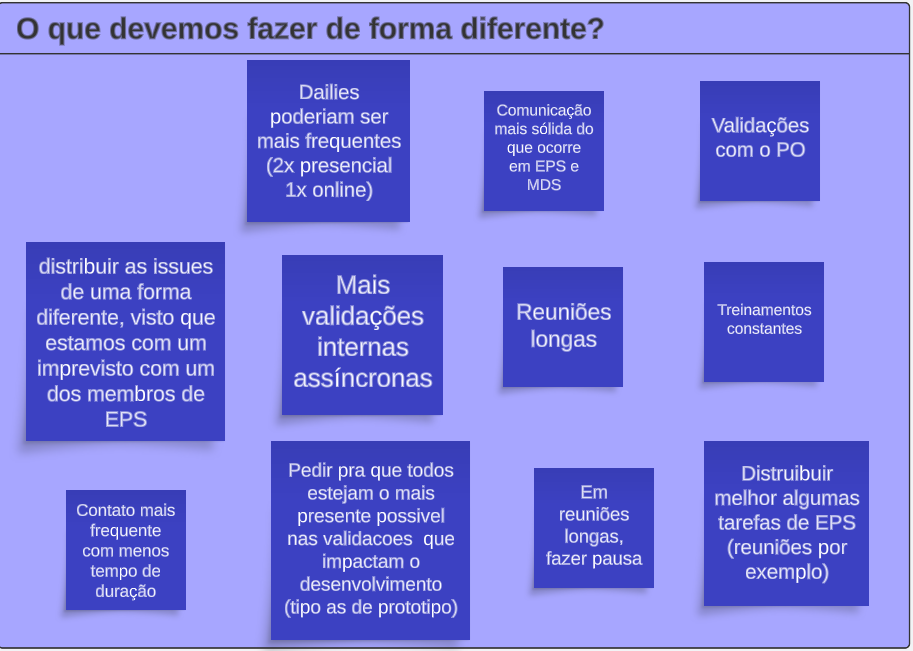 O que devemos fazer de forma diferente?
Dailies
poderiam ser
mais frequentes
(2x presencial
1x online)
Comunicação
mais sólida do
que ocorre
em EPS e
MDS
Validações
com o PO
distribuir as issues
de uma forma
diferente, visto que
estamos com um
imprevisto com um
dos membros de
EPS
Mais
validações
internas
assíncronas
Reuniões
longas
Treinamentos
constantes
Contato mais
frequente
com menos
tempo de
duração
Pedir pra que todos
estejam o mais
presente possivel
nas validacoes que
impactam o
desenvolvimento
(tipo as de prototipo)
Em
reuniões
longas,
fazer pausa
Distruibuir
melhor algumas
tarefas de EPS
(reuniões por
exemplo)